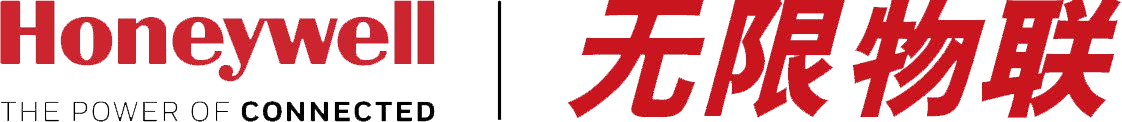 Honeywell
THE POWER OF CONNECTED
无限物联